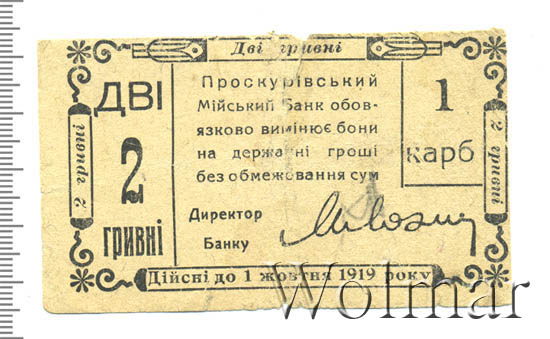 Дві гривні
ДВІ
2
ГРИВНІ
2 гривні
Проскурівський
Мійський Банк обов-
язково вимінює бони
на державні гроші
без обмежовання сум
Директор
Банку
1
карб
2 гривні
Дійсні до 1 жовтня 1919 року
Wolmar